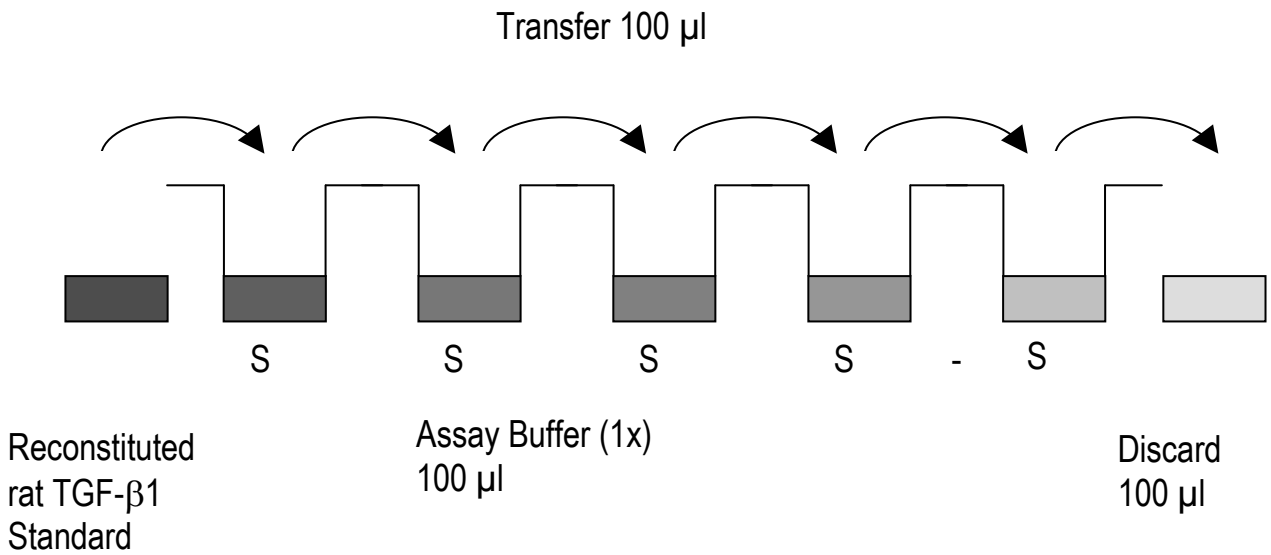 Transfer 100 µl
S S S S - S
Reconstituted
rat TGF-β1
Standard
Assay Buffer (1x)
100 µl
Discard
100 µl